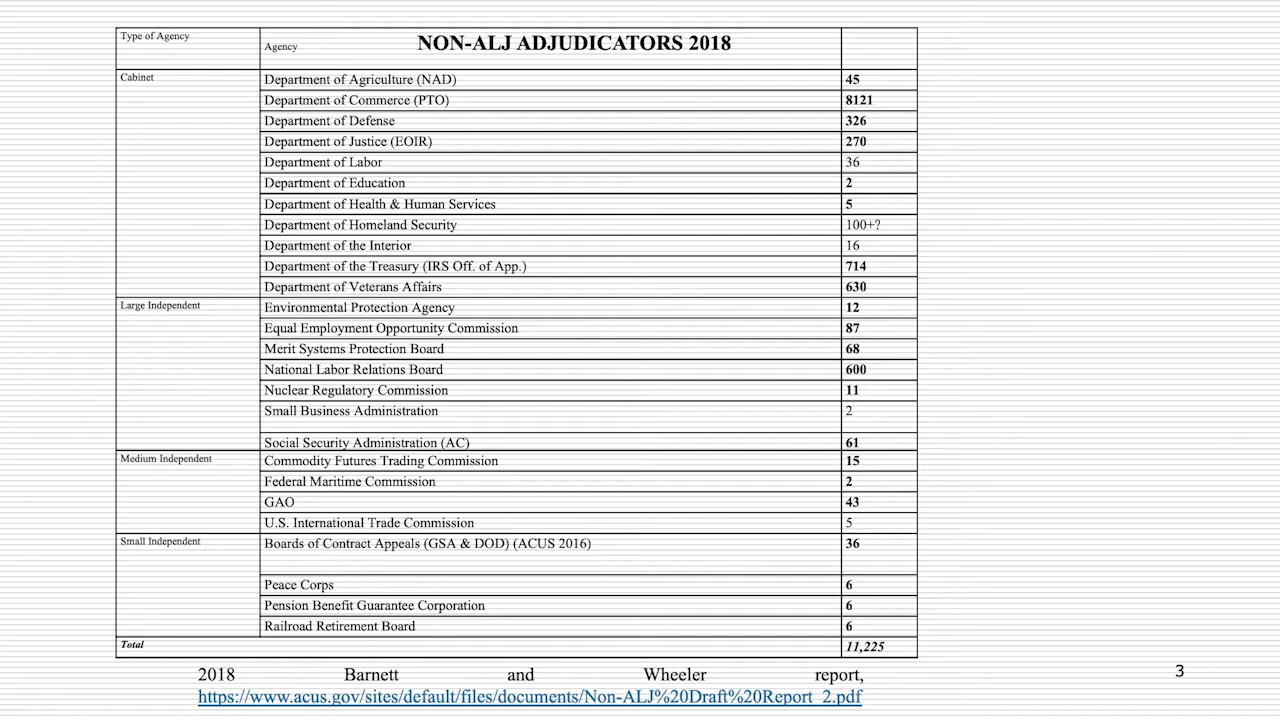 Type of Agency Agency NON-ALJ ADJUDICATORS 2018
Cabinet Department of Agriculture (NAD) 45
Department of Commerce (PTO) 8121
Department of Defense 326
Department of Justice (EOIR) 270
Department of Labor 36
Department of Education 2
Department of Health & Human Services 5
Department of Homeland Security 100+?
Department of the Interior 16
Department of the Treasury (IRS Off. of App.) 714
Department of Veterans Affairs 630
Large Independent Environmental Protection Agency 12
Equal Employment Opportunity Commission 87
Merit Systems Protection Board 68
National Labor Relations Board 600
Nuclear Regulatory Commission 11
Small Business Administration 2
Social Security Administration (AC) 61
Medium Independent Commodity Futures Trading Commission 15
Federal Maritime Commission 2
GAO 43
U.S. International Trade Commission 5
Small Independent Boards of Contract Appeals (GSA & DOD) (ACUS 2016) 36
Peace Corps 6
Pension Benefit Guarantee Corporation 6
Railroad Retirement Board 6
Total 11,225
2018 Barnett and Wheeler report,
https://www.acus.gov/sites/default/files/documents/Non-ALJ%20Draft%20Report_2.pdf
3